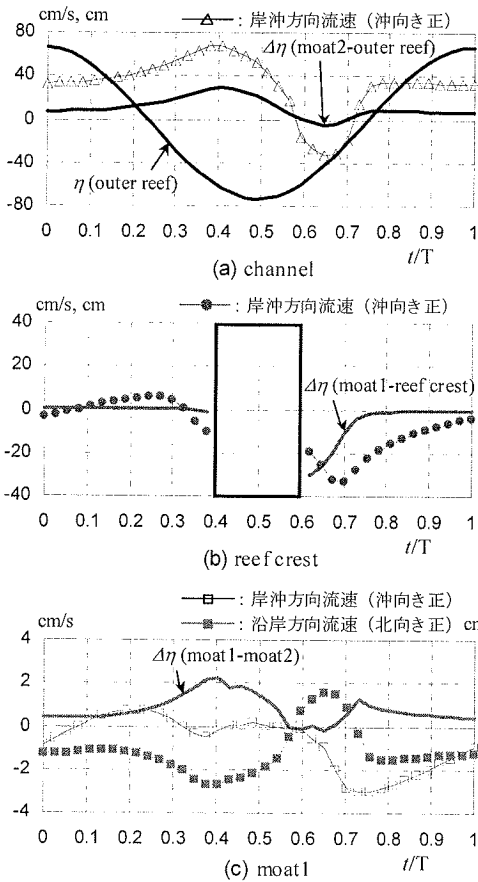 cm/s, cm
: 岸沖方向流速（沖向き正）
80
40
0
-40
-80
Δη (moat2-outer reef)
η (outer reef)
0 0.1 0.2 0.3 0.4 0.5 0.6 0.7 0.8 0.9 1
t/T
(a) channel
cm/s, cm
: 岸沖方向流速（沖向き正）
40
20
0
-20
-40
Δη (moat1-reef crest)
0 0.1 0.2 0.3 0.4 0.5 0.6 0.7 0.8 0.9 1
t/T
(b) reef crest
: 岸沖方向流速（沖向き正）
cm/s
: 沿岸方向流速（北向き正） cm
4
2
0
-2
-4
Δη (moat1-moat2)
0 0.1 0.2 0.3 0.4 0.5 0.6 0.7 0.8 0.9 1
t/T
(c) moat1